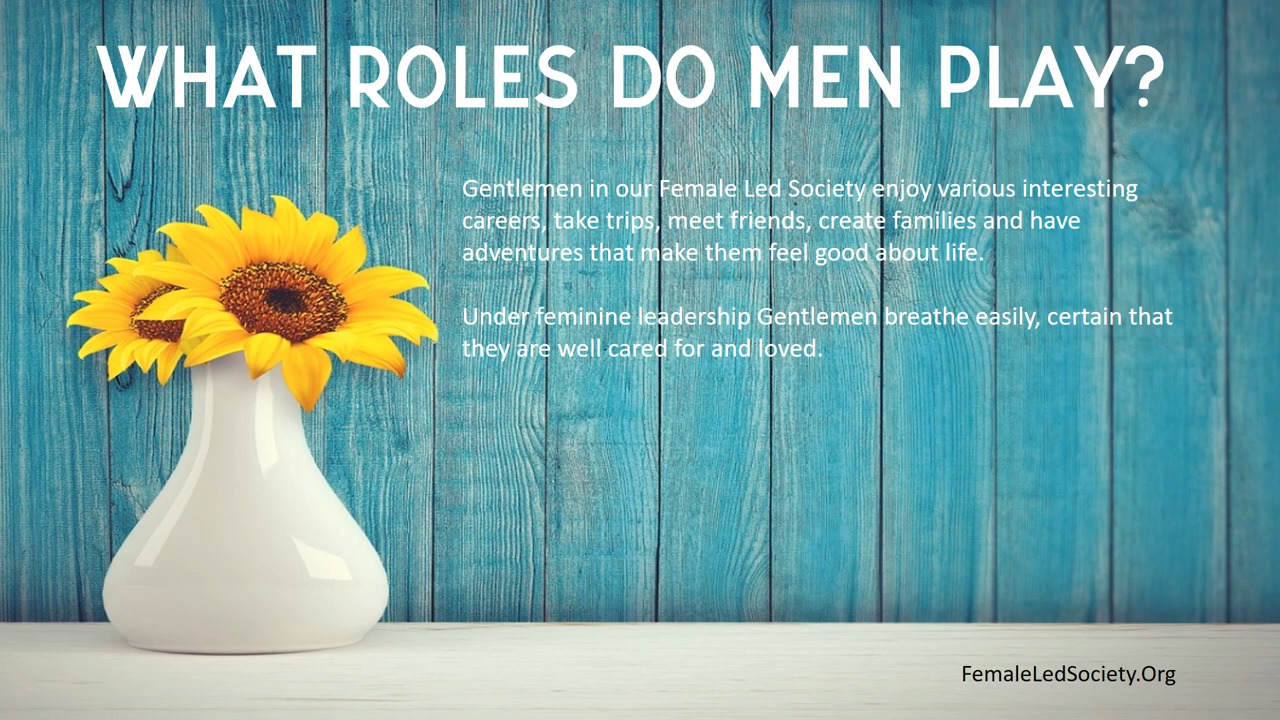 WHAT ROLES DO MEN PLAY?
Gentlemen in our Female Led Society enjoy various interesting
careers, take trips, meet friends, create families and have
adventures that make them feel good about life.
Under feminine leadership Gentlemen breathe easily, certain that
they are well cared for and loved.
FemaleLedSociety.Org